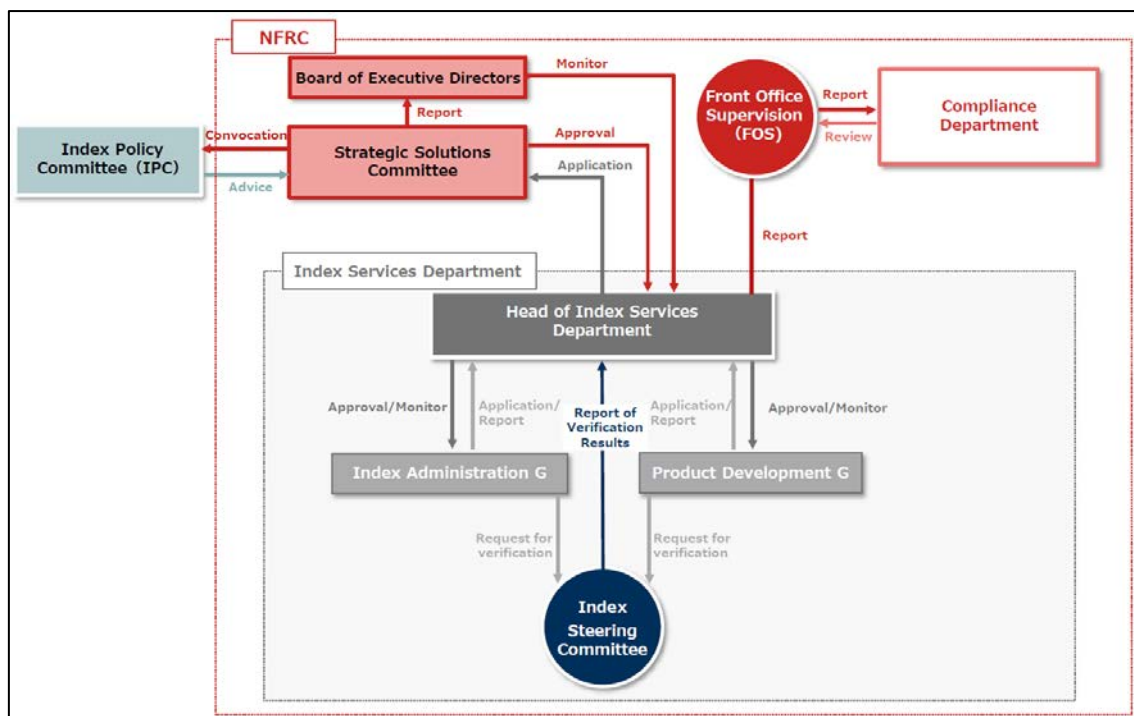 NFRC
Board of Executive Directors
Monitor
Front Office
Supervision
(FOS)
Report
Review
Compliance
Department
Report
Convocation
Index Policy
Committee (IPC)
Advice
Strategic Solutions
Committee
Approval
Application
Report
Index Services Department
Head of Index Services
Department
Approval/Monitor
Application/
Report
Report of
Verification
Results
Application/
Report
Approval/Monitor
Index Administration G
Product Development G
Request for
verification
Request for
verification
Index
Steering
Committee